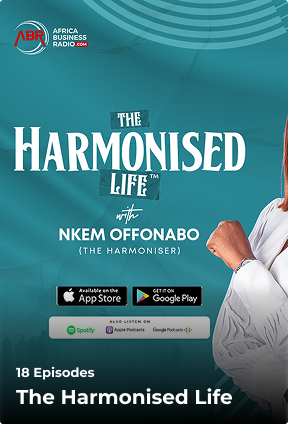 ABR
AFRICA
BUSINESS
RADIO.COM
THE
HARMONISED
LIFE™
with
NKEM OFFONABO
(THE HARMONISER)
Available on the
App Store
GET IT ON
Google Play
ALSO LISTEN ON
Spotify
Apple Podcasts
Google Podcasts
18 Episodes
The Harmonised Life